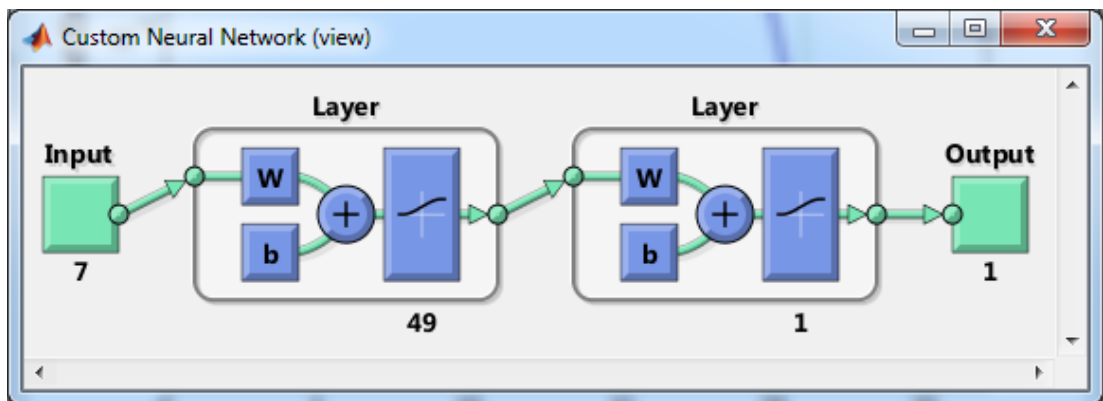 Custom Neural Network (view)
Layer Layer
Input Output
W W
+ +
b b
7 1
49 1